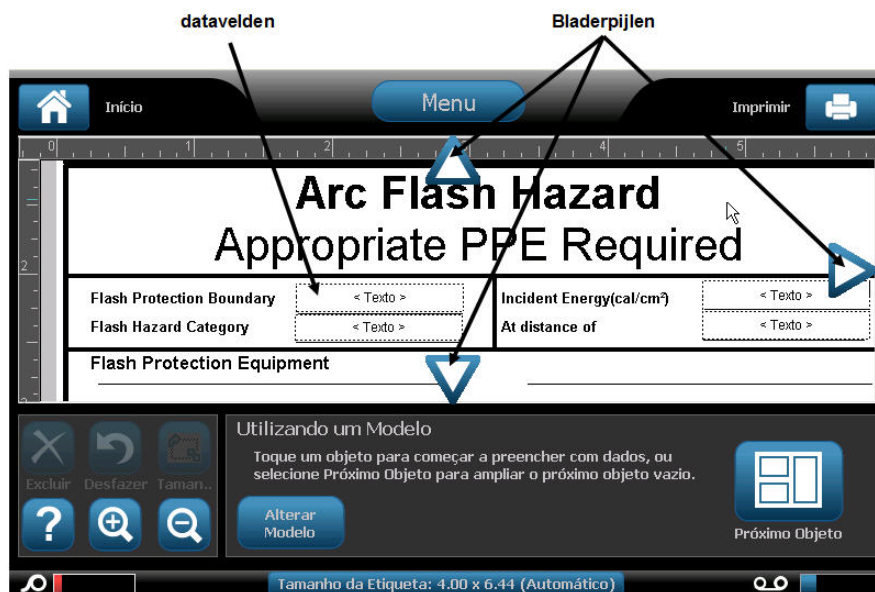 datavelden Bladerpijlen
Início Menu Imprimir
0 1 2 4 5
Arc Flash Hazard
Appropriate PPE Required
2
Flash Protection Boundary < Texto > Incident Energy(cal/cm²) < Texto >
Flash Hazard Category < Texto > At distance of < Texto >
Flash Protection Equipment
Utilizando um Modelo
Toque um objeto para começar a preencher com dados, ou
selecione Próximo Objeto para ampliar o próximo objeto vazio.
Excluir Desfazer Taman..
?
Alterar
Modelo
Próximo Objeto
Tamanho da Etiqueta: 4.00 x 6.44 (Automático)